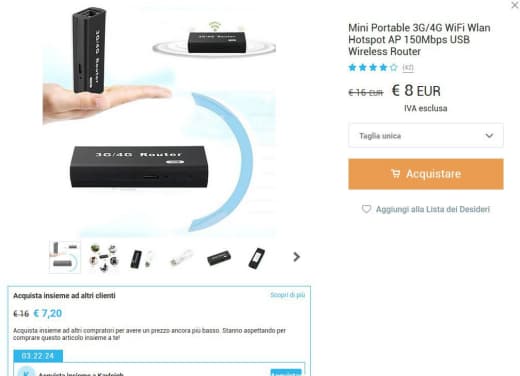 Mini Portable 3G/4G WiFi Wlan
Hotspot AP 150Mbps USB
Wireless Router
(42)
€ 16 EUR € 8 EUR
IVA esclusa
Taglia unica
Acquistare
Aggiungi alla Lista dei Desideri
3G/4G Router
3G/4G Router
Acquista insieme ad altri clienti
Scopri di più
€ 16 € 7,20
Acquista insieme ad altri compratori per avere un prezzo ancora più basso. Stanno aspettando per
comprare questo articolo insieme a te!
03:22:24
K Acquista insieme a Kayleigh